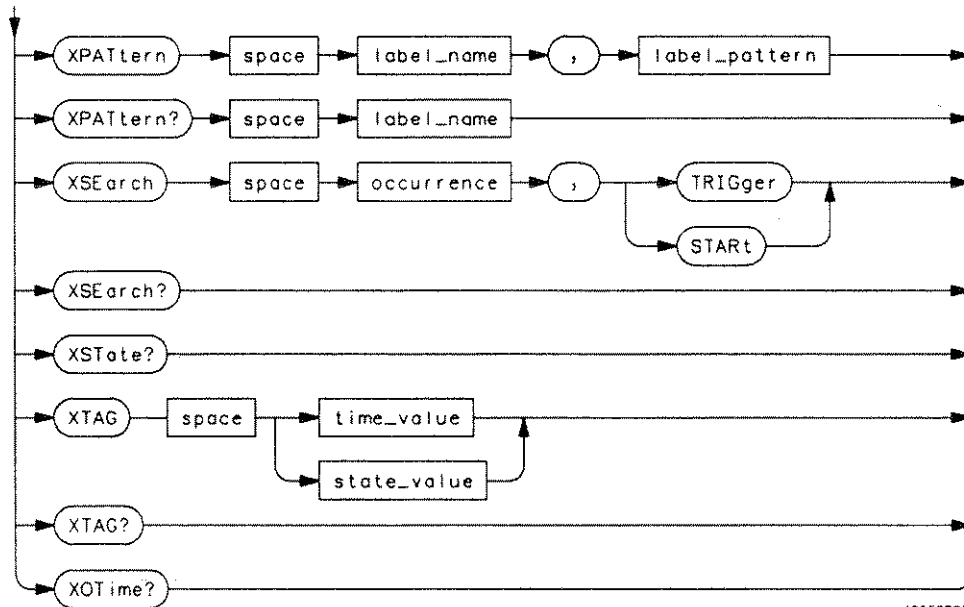 XPATtern space label_name , label_pattern
XPATtern? space label_name
XSEarch space occurrence , TRIGger
STARt
XSEarch?
XSTate?
XTAG space time_value
state_value
XTAG?
XOTime?